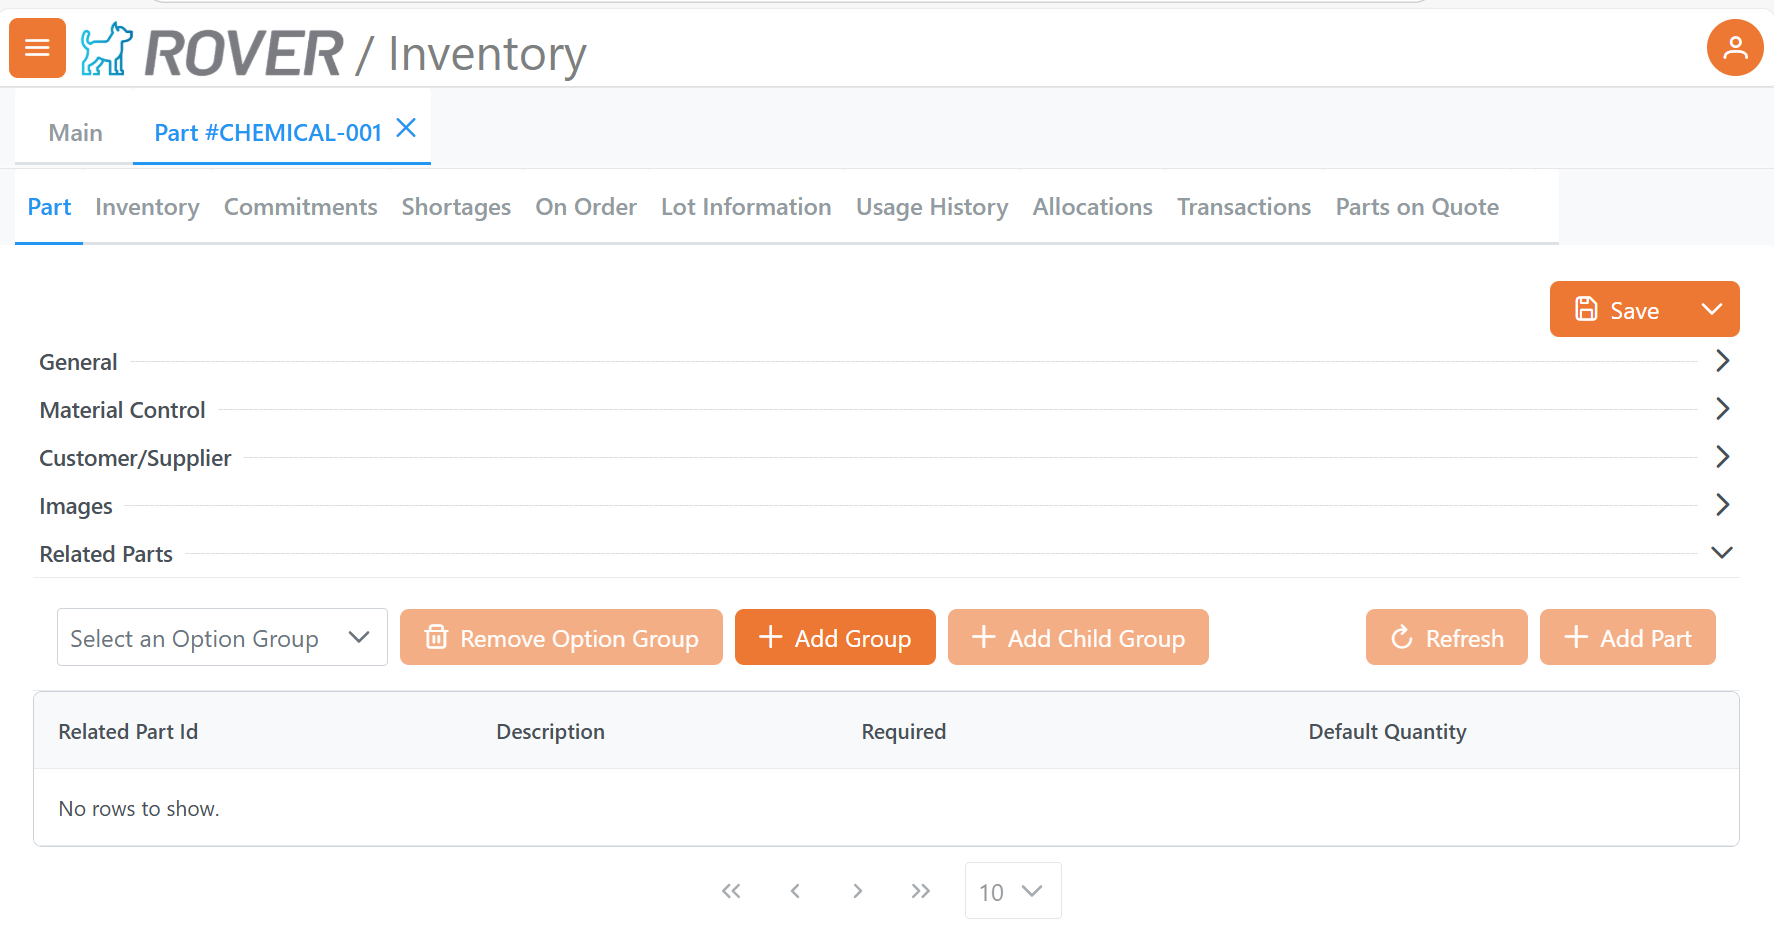 ROVER / Inventory
Main Part #CHEMICAL-001
Part Inventory Commitments Shortages On Order Lot Information Usage History Allocations Transactions Parts on Quote
Save
General
Material Control
Customer/Supplier
Images
Related Parts
Select an Option Group Remove Option Group Add Group Add Child Group Refresh Add Part
Related Part Id Description Required Default Quantity
No rows to show.
10